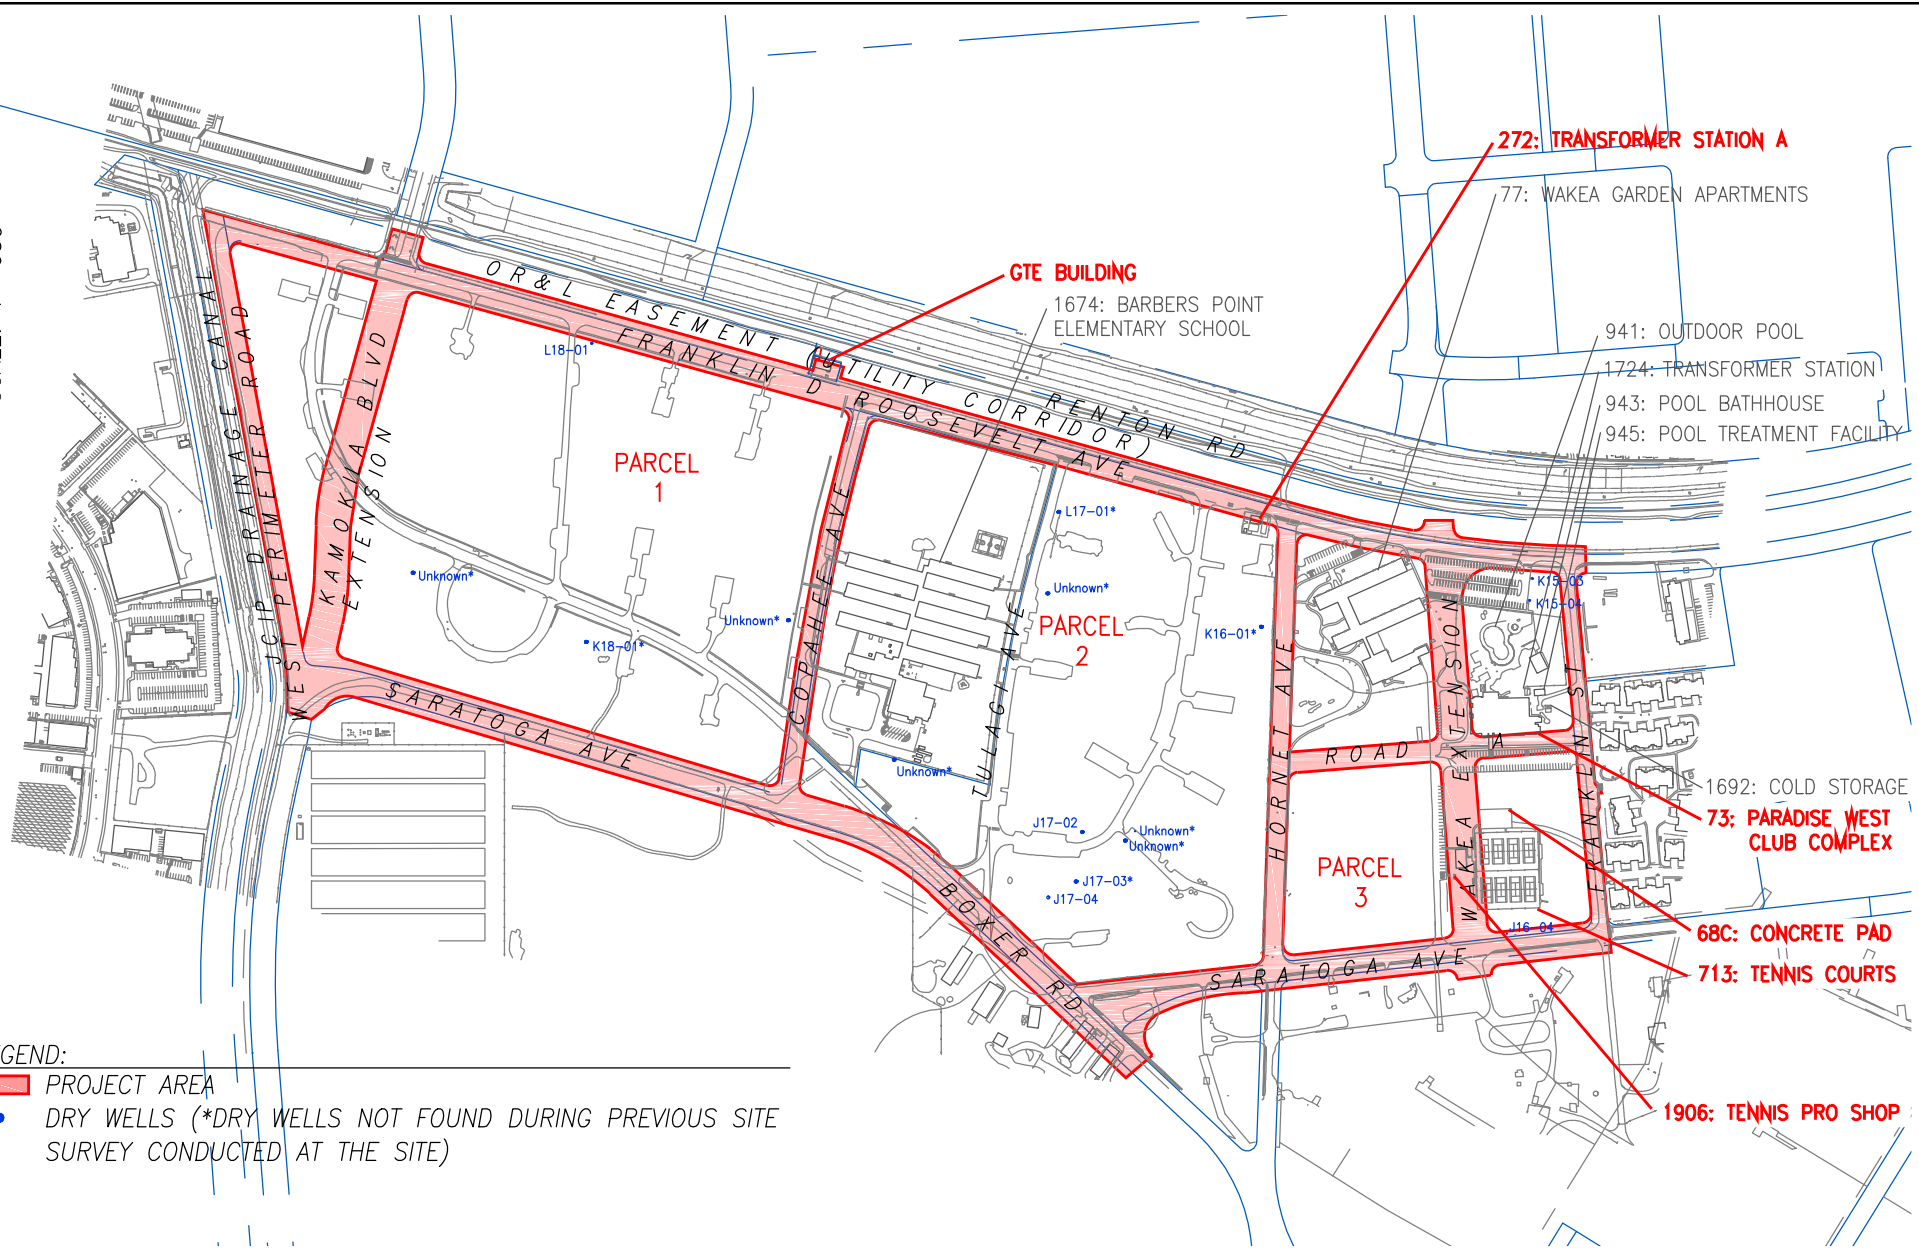 272: TRANSFORMER STATION A
77: WAKEA GARDEN APARTMENTS
GTE BUILDING
1674: BARBERS POINT
ELEMENTARY SCHOOL
941: OUTDOOR POOL
1724: TRANSFORMER STATION
943: POOL BATHHOUSE
945: POOL TREATMENT FACILITY
OR&L EASEMENT (UTILITY CORRIDOR)
RENTON RD
FRANKLIN D ROOSEVELT AVE
JCIP DRAINAGE CANAL
WEST PERIMETER ROAD
KAMOKILA BLVD
EXTENSION
L18-01
PARCEL
1
Unknown*
K18-01*
Unknown*
COPAHEE AVE
L17-01*
Unknown*
PARCEL
2
K16-01*
TULAGI AVE
Unknown*
J17-02
Unknown*
Unknown*
J17-03*
J17-04
HORNET AVE
K15-03
K15-04
WAKEA EXTENSION
ROAD A
FRANKLIN ST
PARCEL
3
J16-04
SARATOGA AVE
BOXER RD
SARATOGA AVE
1692: COLD STORAGE
73: PARADISE WEST
CLUB COMPLEX
68C: CONCRETE PAD
713: TENNIS COURTS
1906: TENNIS PRO SHOP
GEND:
PROJECT AREA
DRY WELLS (*DRY WELLS NOT FOUND DURING PREVIOUS SITE
SURVEY CONDUCTED AT THE SITE)